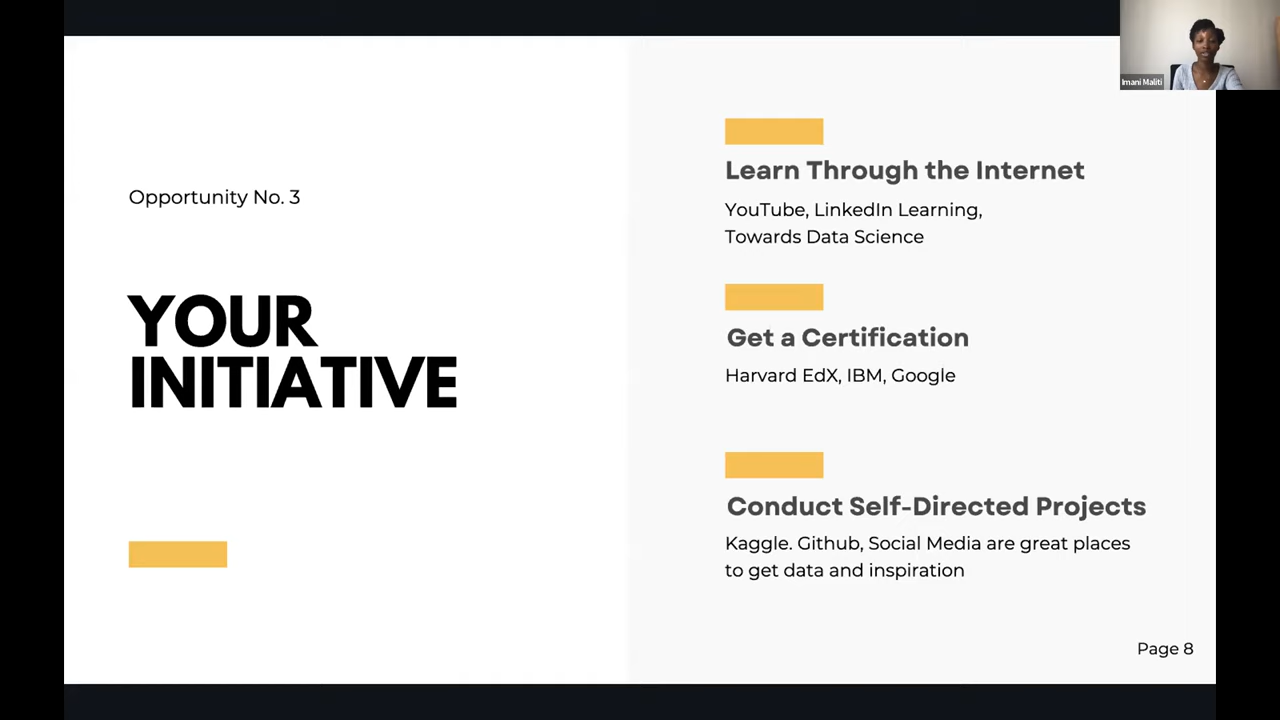 Imani Maliti
Opportunity No. 3
YOUR
INITIATIVE
Learn Through the Internet
YouTube, LinkedIn Learning,
Towards Data Science
Get a Certification
Harvard EdX, IBM, Google
Conduct Self-Directed Projects
Kaggle. Github, Social Media are great places
to get data and inspiration
Page 8